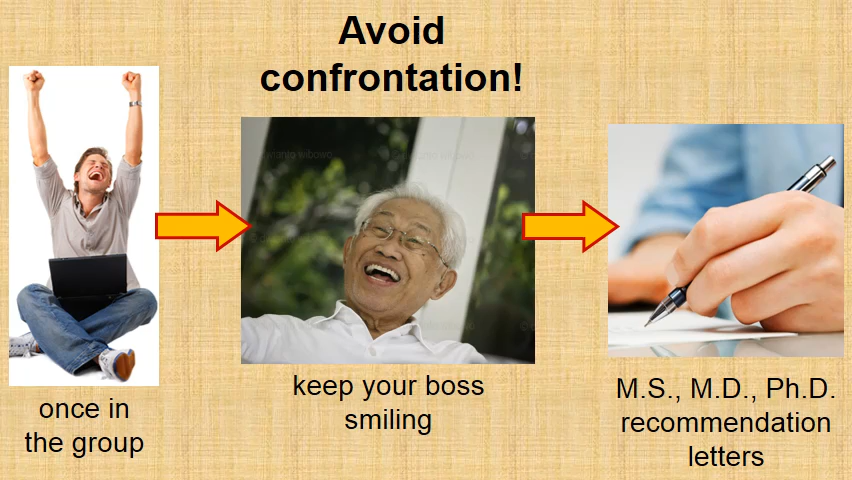 Avoid
confrontation!
once in
the group
keep your boss
smiling
M.S., M.D., Ph.D.
recommendation
letters